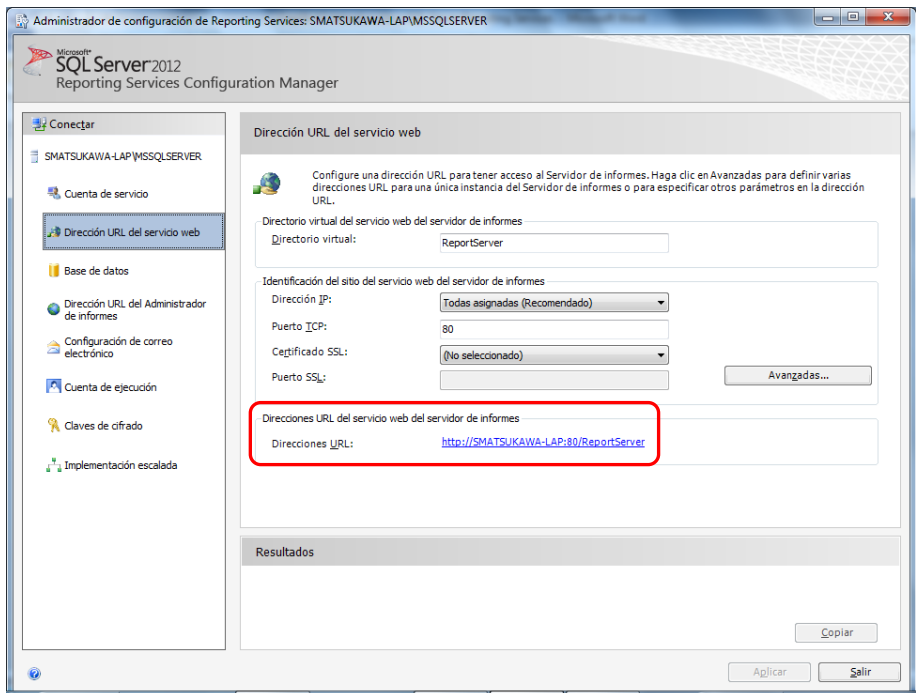 Administrador de configuración de Reporting Services: SMATSUKAWA-LAP\MSSQLSERVER
Microsoft®
SQL Server 2012
Reporting Services Configuration Manager
Conectar
SMATSUKAWA-LAP\MSSQLSERVER
Cuenta de servicio
Dirección URL del servicio web
Base de datos
Dirección URL del Administrador
de informes
Configuración de correo
electrónico
Cuenta de ejecución
Claves de cifrado
Implementación escalada
Dirección URL del servicio web
Configure una dirección URL para tener acceso al Servidor de informes. Haga clic en Avanzadas para definir varias
direcciones URL para una única instancia del Servidor de informes o para especificar otros parámetros en la dirección
URL.
Directorio virtual del servicio web del servidor de informes
Directorio virtual: ReportServer
Identificación del sitio del servicio web del servidor de informes
Dirección IP: Todas asignadas (Recomendado)
Puerto TCP: 80
Certificado SSL: (No seleccionado)
Puerto SSL:
Avanzadas...
Direcciones URL del servicio web del servidor de informes
Direcciones URL: http://SMATSUKAWA-LAP:80/ReportServer
Resultados
Copiar
Aplicar
Salir